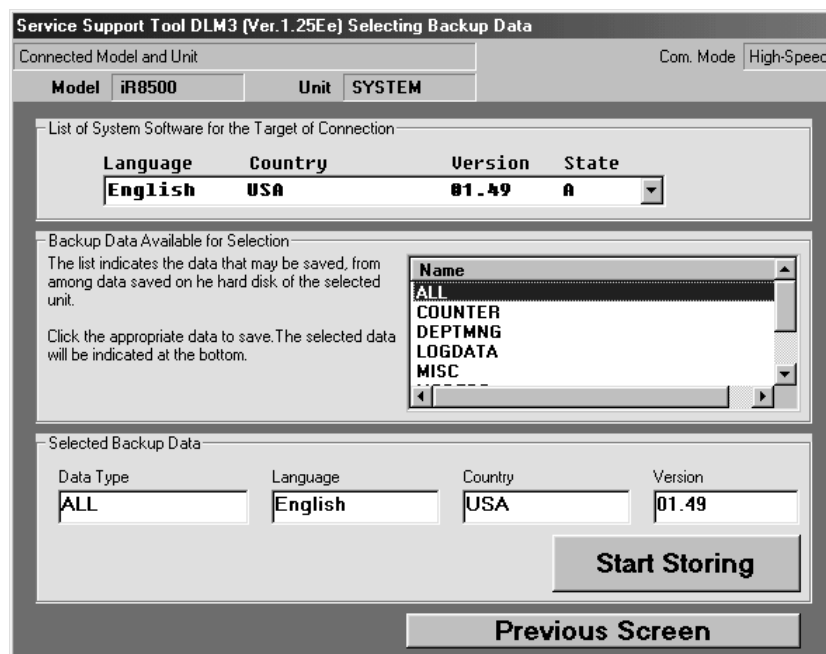 Service Support Tool DLM3 (Ver.1.25Ee) Selecting Backup Data
Connected Model and Unit
Com. Mode High-Speed
Model iR8500 Unit SYSTEM
List of System Software for the Target of Connection
Language Country Version State
English USA 01.49 A
Backup Data Available for Selection
The list indicates the data that may be saved, from
among data saved on he hard disk of the selected
unit.
Click the appropriate data to save.The selected data
will be indicated at the bottom.
Name
ALL
COUNTER
DEPTMNG
LOGDATA
MISC
Selected Backup Data
Data Type Language Country Version
ALL English USA 01.49
Start Storing
Previous Screen